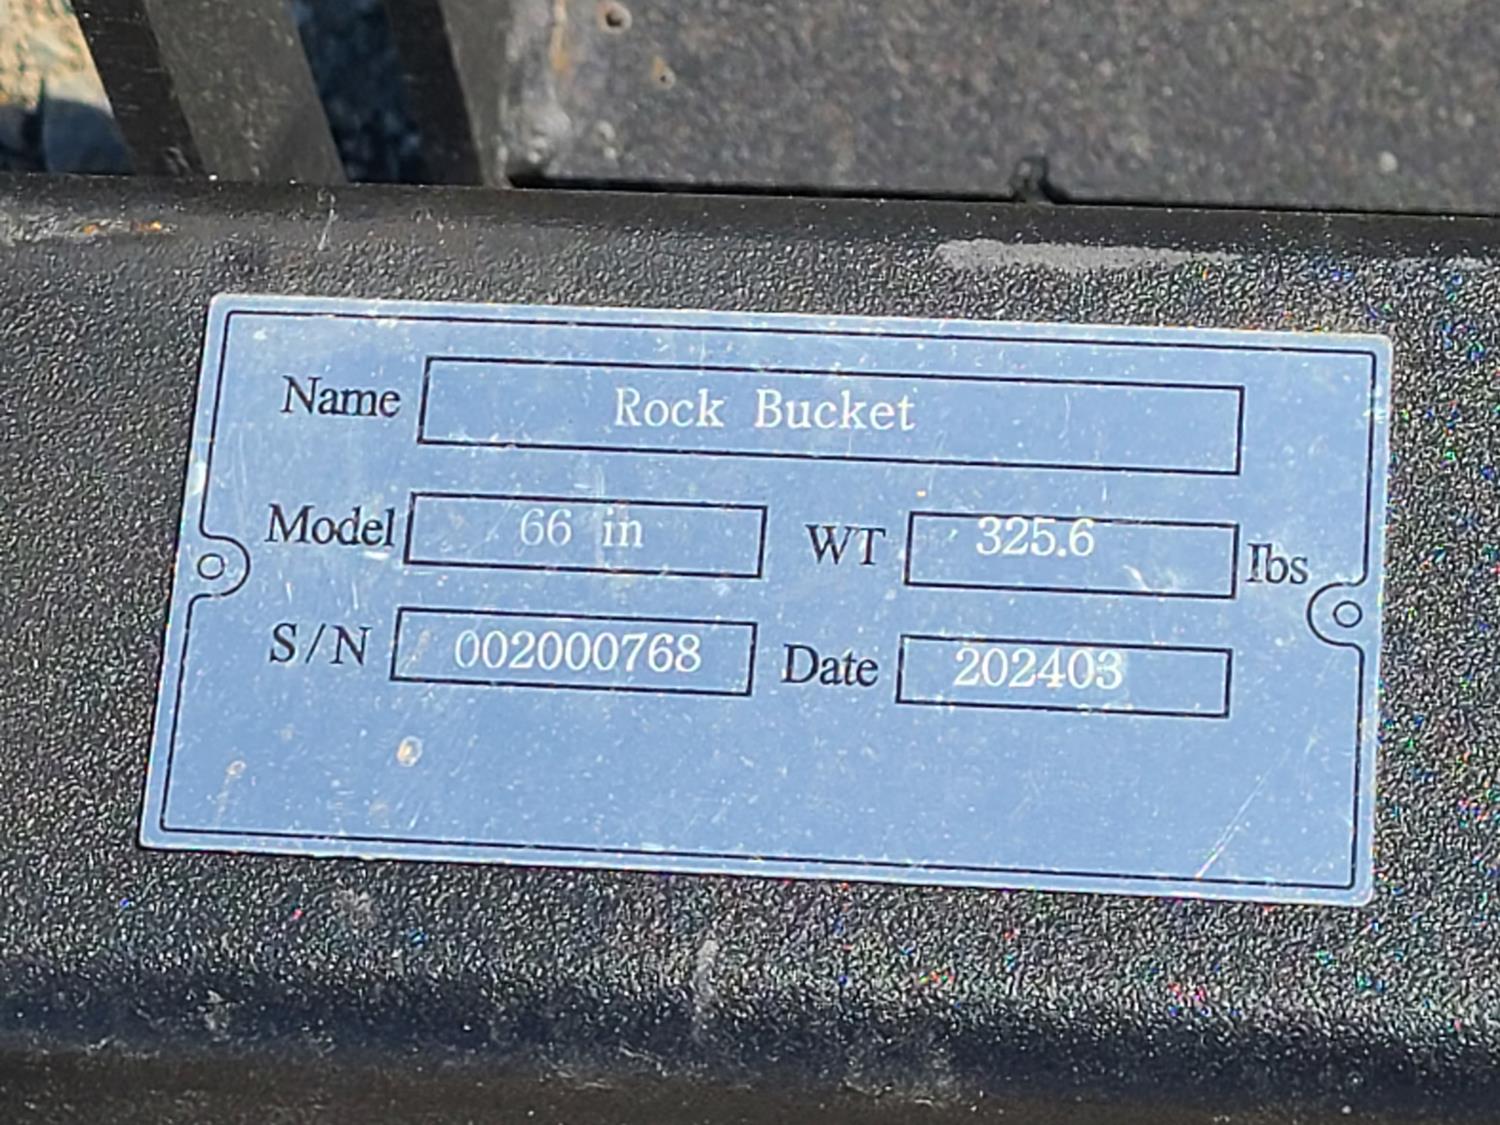 Name Rock Bucket
Model 66 in WT 325.6 lbs
S/N 002000768 Date 202403